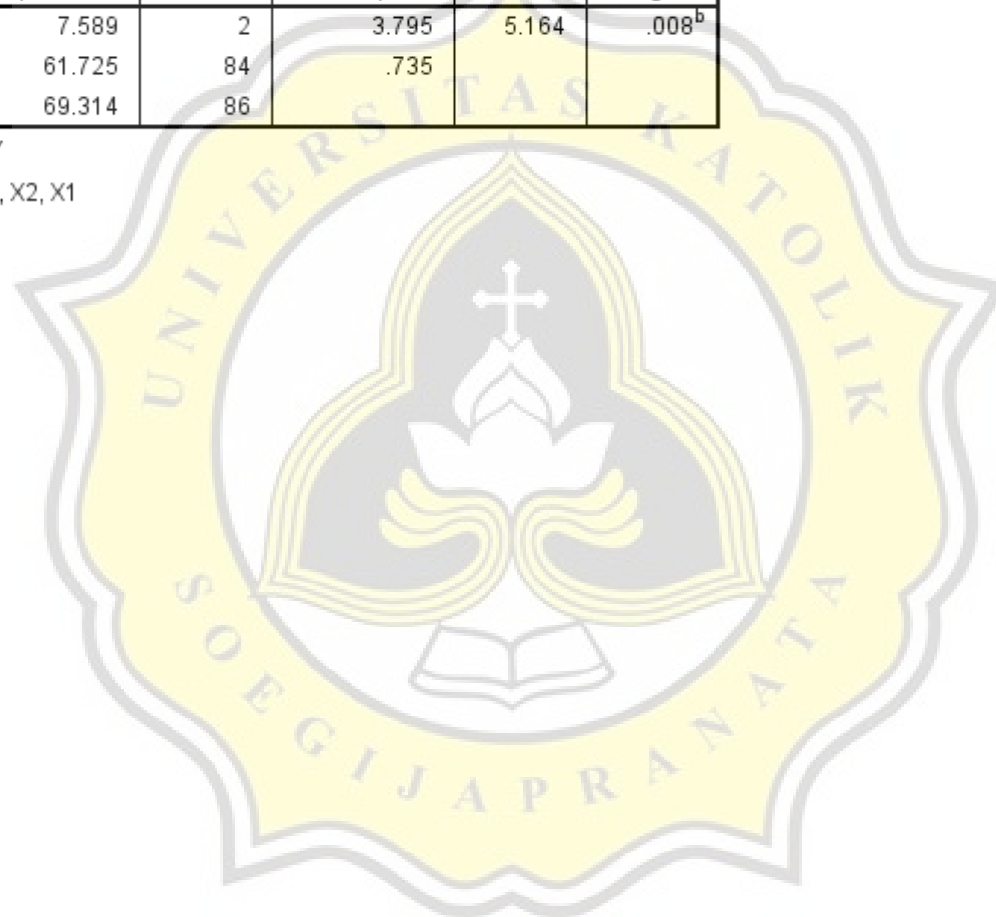 7.589 2 3.795 5.164 .008b
61.725 84 .735
69.314 86
, X2, X1
UNIVERSITAS KATOLIK
SOEGIJAPRANATA